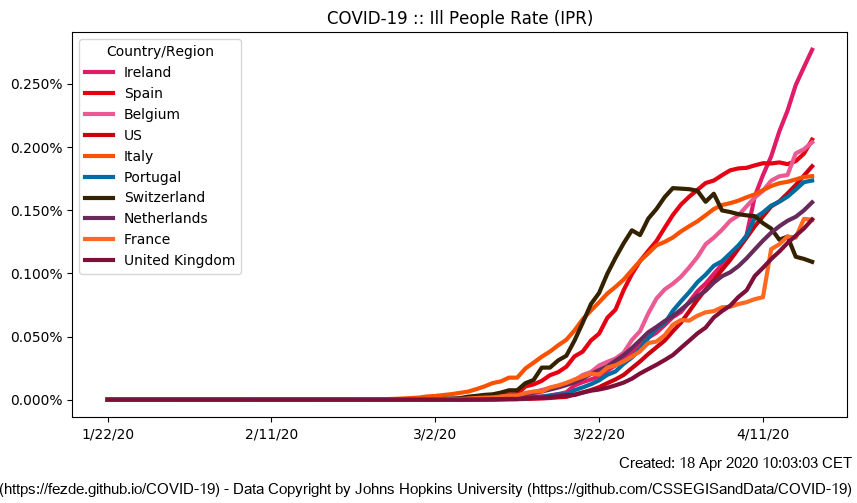 COVID-19 :: Ill People Rate (IPR)
Country/Region
Ireland
Spain
Belgium
US
Italy
Portugal
Switzerland
Netherlands
France
United Kingdom
0.250%
0.200%
0.150%
0.100%
0.050%
0.000%
1/22/20 2/11/20 3/2/20 3/22/20 4/11/20
Created: 18 Apr 2020 10:03:03 CET
(https://fezde.github.io/COVID-19) - Data Copyright by Johns Hopkins University (https://github.com/CSSEGISandData/COVID-19)